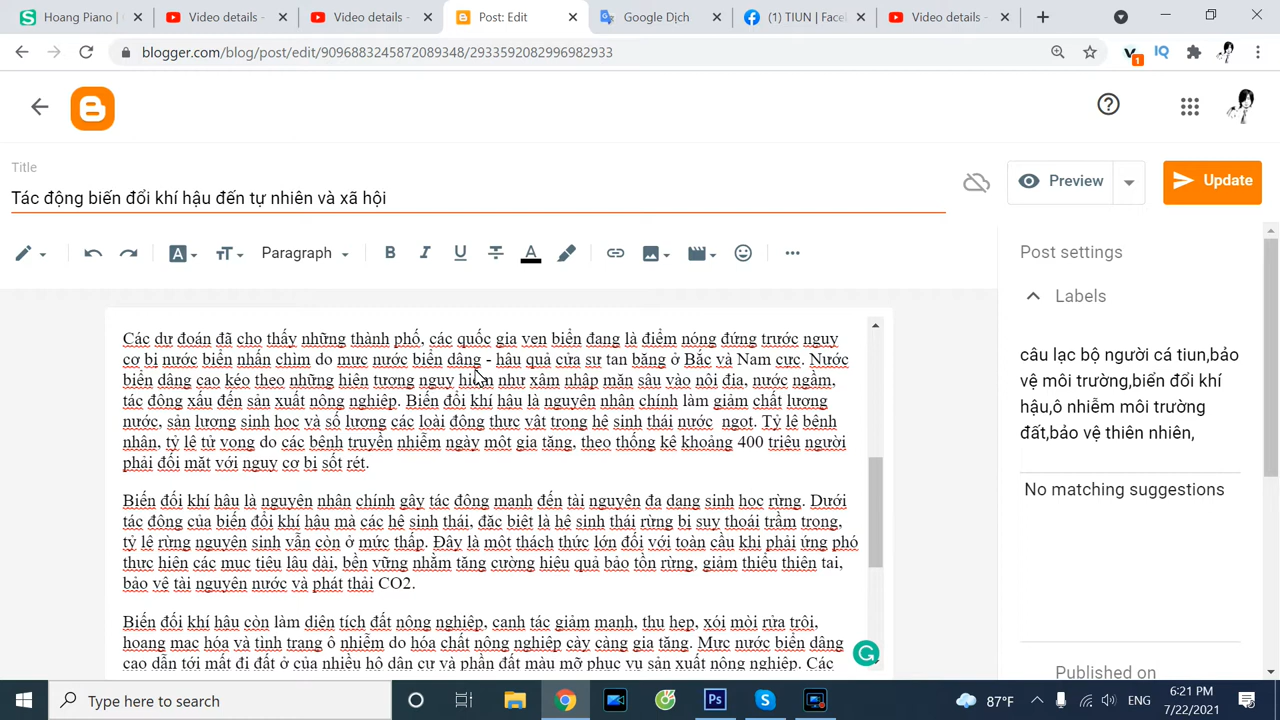 Hoang Piano |
Video details -
Video details -
Post: Edit
Google Dịch
(1) TIUN | Face
Video details -
blogger.com/blog/post/edit/9096883245872089348/2933592082996982933
1
IQ
Title
Tác động biến đổi khí hậu đến tự nhiên và xã hội
Preview
Update
Paragraph
B
I
U
A
Post settings
Labels
câu lạc bộ người cá tiun,bảo
vệ môi trường,biển đổi khí
hậu,ô nhiễm môi trường
đất,bảo vệ thiên nhiên,
No matching suggestions
Published on
Các dự đoán đã cho thấy những thành phố, các quốc gia ven biển đang là điểm nóng đứng trước nguy
cơ bị nước biển nhấn chìm do mực nước biển dâng - hậu quả của sự tan băng ở Bắc và Nam cực. Nước
biển dâng cao kéo theo những hiện tượng nguy hiểm như xâm nhập mặn sâu vào nội địa, nước ngầm,
tác động xấu đến sản xuất nông nghiệp. Biến đổi khí hậu là nguyên nhân chính làm giảm chất lượng
nước, sản lượng sinh học và số lượng các loài động thực vật trong hệ sinh thái nước ngọt. Tỷ lệ bệnh
nhân, tỷ lệ tử vong do các bệnh truyền nhiễm ngày một gia tăng, theo thống kê khoảng 400 triệu người
phải đối mặt với nguy cơ bị sốt rét.
Biến đổi khí hậu là nguyên nhân chính gây tác động mạnh đến tài nguyên đa dạng sinh học rừng. Dưới
tác động của biến đổi khí hậu mà các hệ sinh thái, đặc biệt là hệ sinh thái rừng bị suy thoái trầm trọng,
tỷ lệ rừng nguyên sinh vẫn còn ở mức thấp. Đây là một thách thức lớn đối với toàn cầu khi phải ứng phó
thực hiện các mục tiêu lâu dài, bền vững nhằm tăng cường hiệu quả bảo tồn rừng, giảm thiểu thiên tai,
bảo vệ tài nguyên nước và phát thải CO2.
Biến đổi khí hậu còn làm diện tích đất nông nghiệp, canh tác giảm mạnh, thu hẹp, xói mòi rửa trôi,
hoang mạc hóa và tình trạng ô nhiễm do hóa chất nông nghiệp cày càng gia tăng. Mực nước biển dâng
cao dẫn tới mất đi đất ở của nhiều hộ dân cư và phần đất màu mỡ phục vụ sản xuất nông nghiệp. Các
Type here to search
87°F
ENG
6:21 PM
7/22/2021